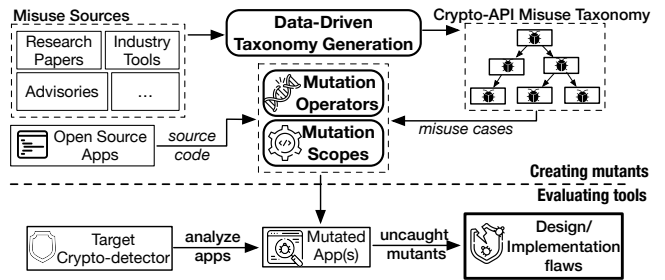 Misuse Sources
Research
Papers
Industry
Tools
Advisories
...
Data-Driven
Taxonomy Generation
Crypto-API Misuse Taxonomy
Mutation
Operators
</>
Mutation
Scopes
Open Source
Apps
source
code
misuse cases
Creating mutants
Evaluating tools
Target
Crypto-detector
analyze
apps
Mutated
App(s)
uncaught
mutants
Design/
Implementation
flaws